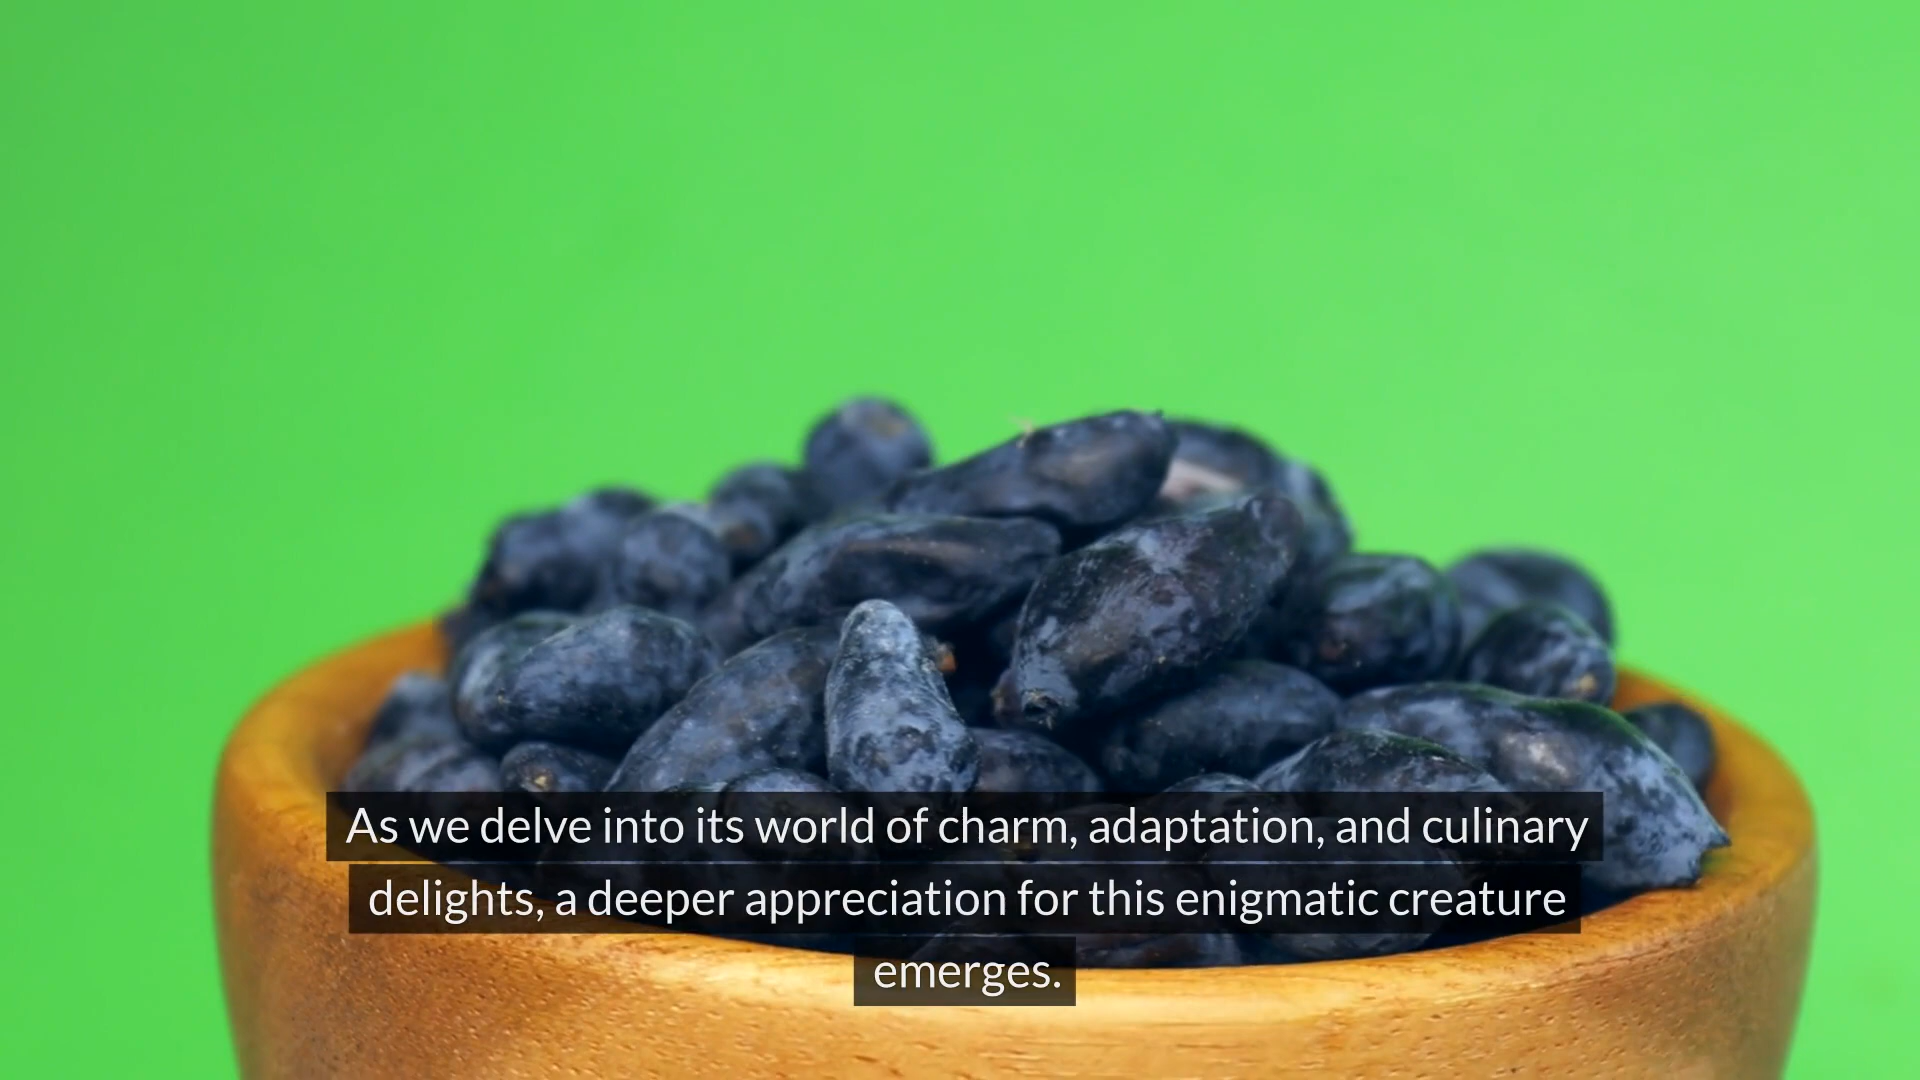 As we delve into its world of charm, adaptation, and culinary
delights, a deeper appreciation for this enigmatic creature
emerges.